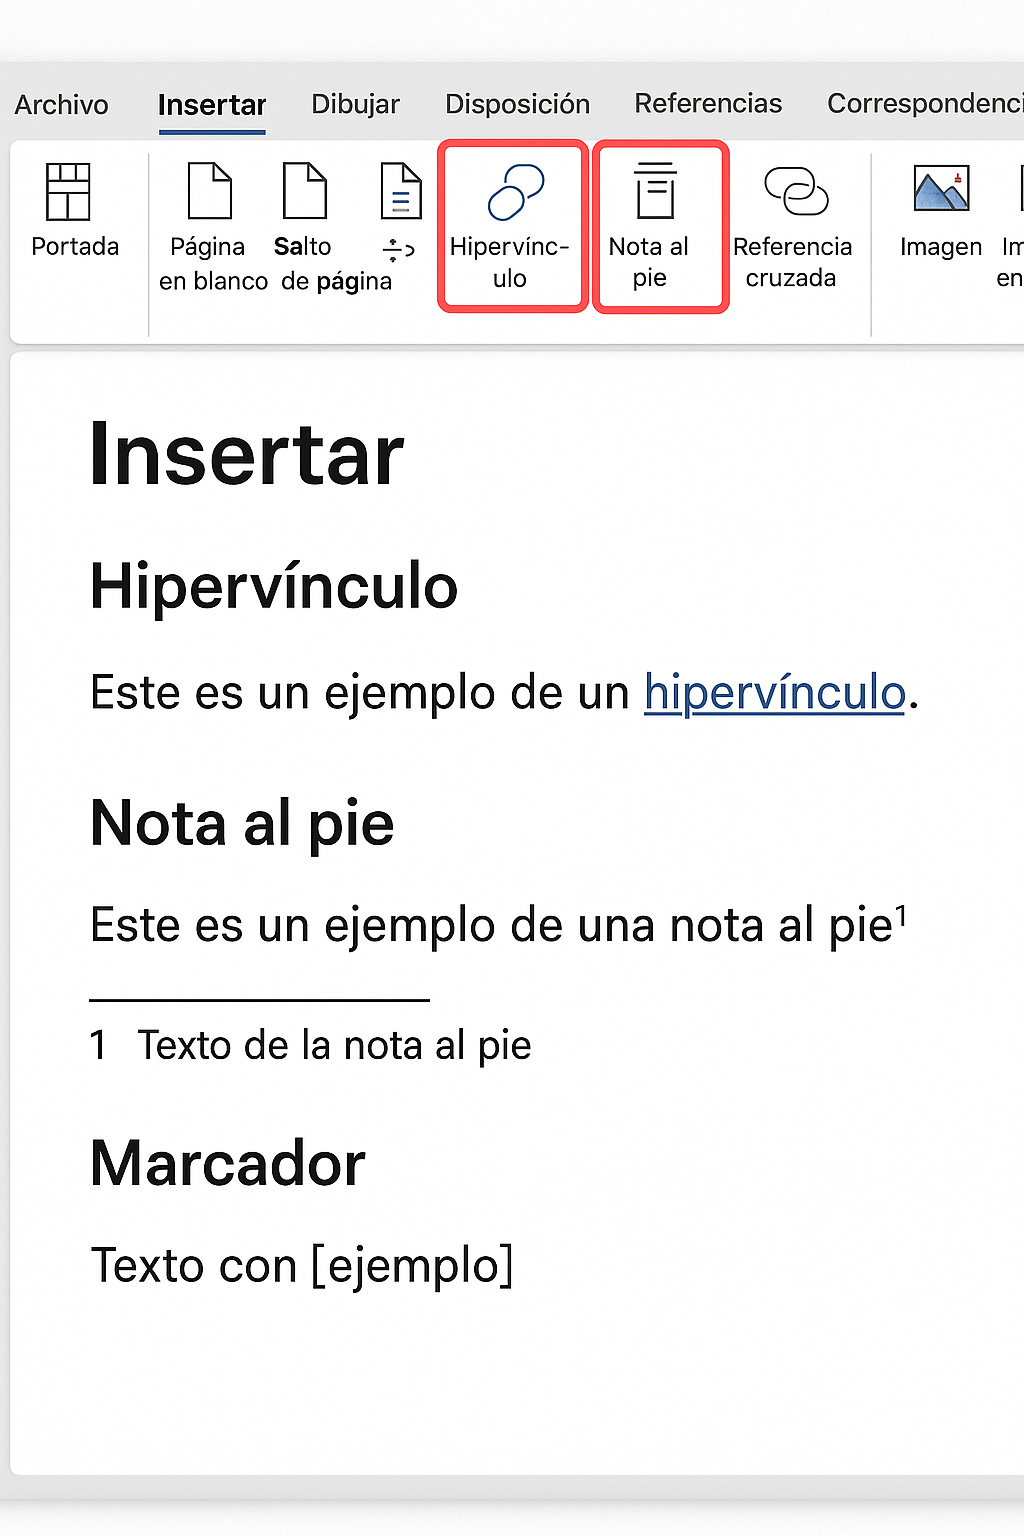 Archivo Insertar Dibujar Disposición Referencias Correspondenci
Portada Página Salto Hipervínc- Nota al Referencia Imagen Im
en blanco de página ulo pie cruzada en
Insertar
Hipervínculo
Este es un ejemplo de un hipervínculo.
Nota al pie
Este es un ejemplo de una nota al pie¹
1 Texto de la nota al pie
Marcador
Texto con [ejemplo]